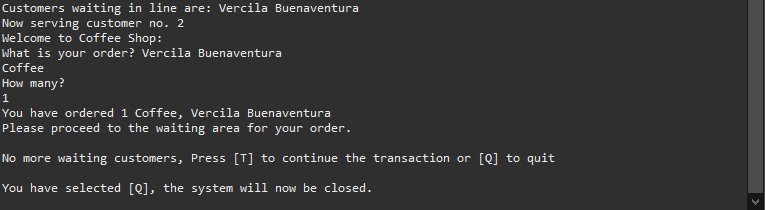 Customers waiting in line are: Vercila Buenaventura
Now serving customer no. 2
Welcome to Coffee Shop:
What is your order? Vercila Buenaventura
Coffee
How many?
1
You have ordered 1 Coffee, Vercila Buenaventura
Please proceed to the waiting area for your order.
No more waiting customers, Press [T] to continue the transaction or [Q] to quit
You have selected [Q], the system will now be closed.